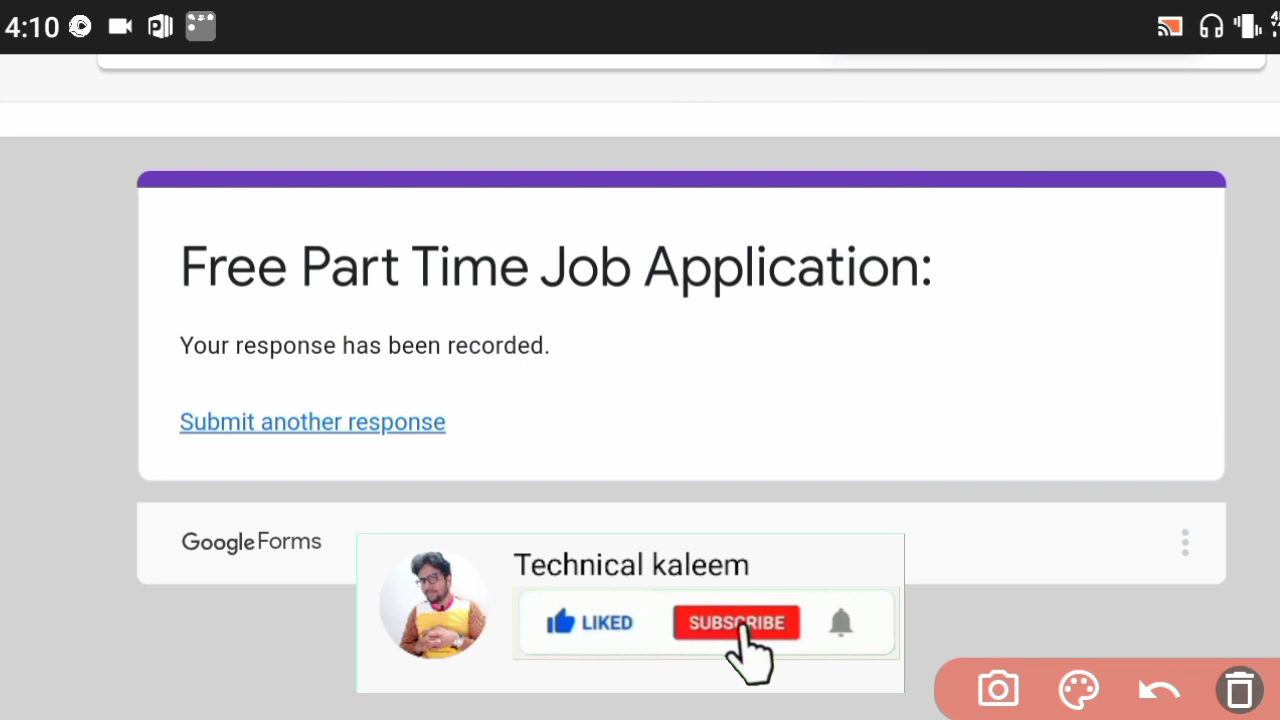 4:10
Free Part Time Job Application:
Your response has been recorded.
Submit another response
Google Forms
Technical kaleem
LIKED SUBSCRIBE